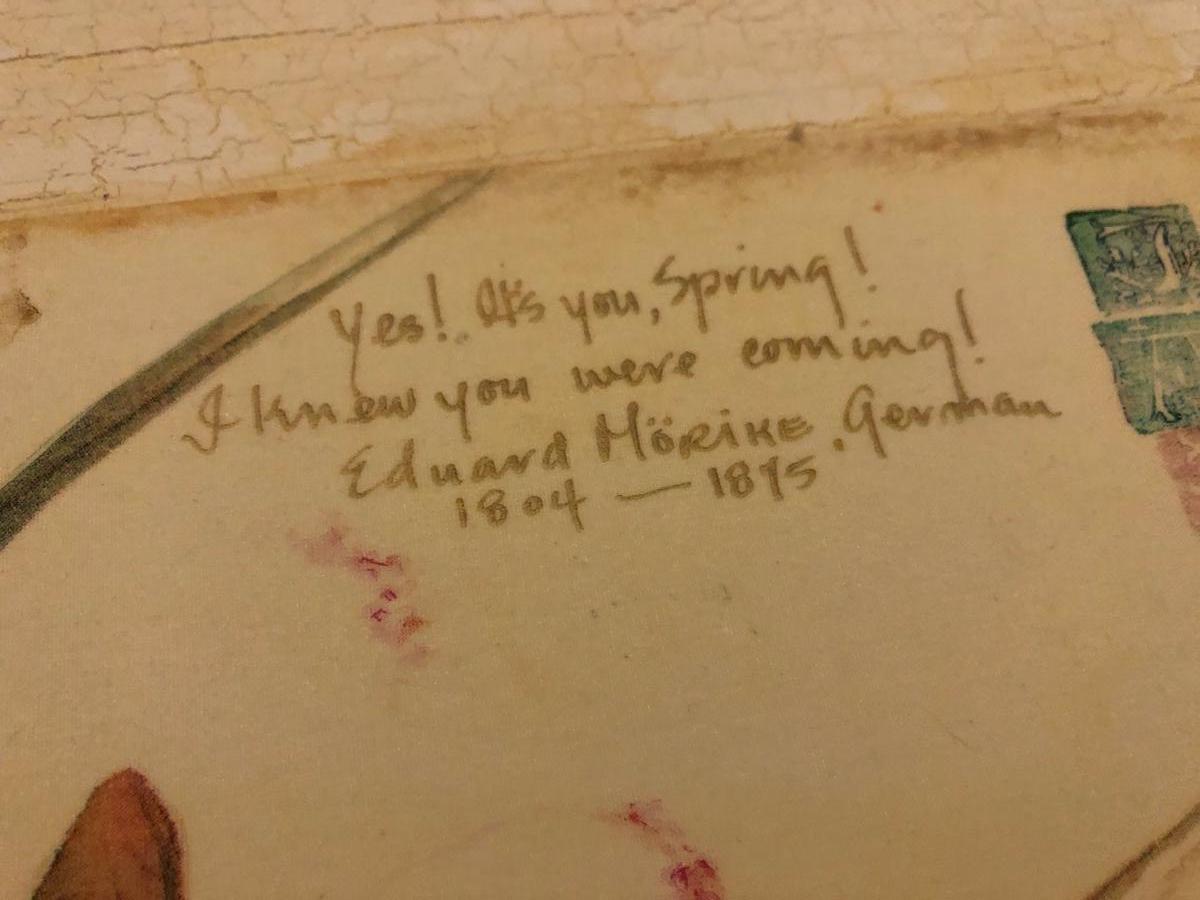 Yes! It's you, Spring!
I knew you were coming!
Eduard Mörike, German
1804 — 1875